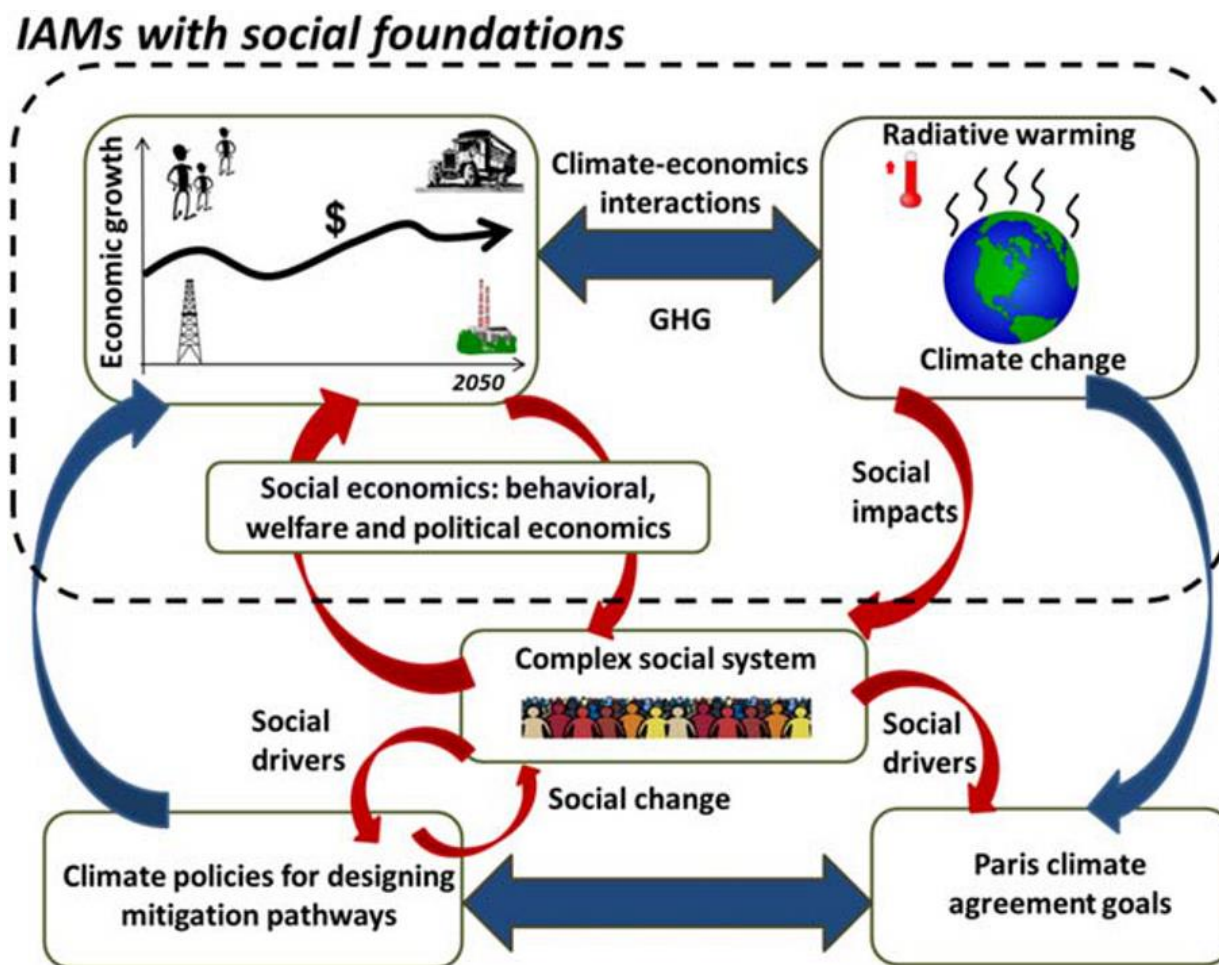 IAMs with social foundations
Economic growth
$
2050
Climate-economics
interactions
GHG
Radiative warming
Climate change
Social economics: behavioral,
welfare and political economics
Social
impacts
Complex social system
Social
drivers
Social change
Social
drivers
Climate policies for designing
mitigation pathways
Paris climate
agreement goals